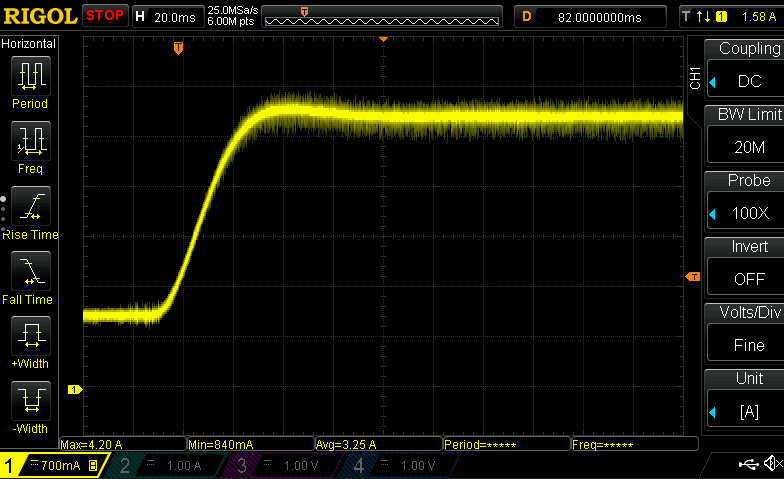 RIGOL STOP H 20.0ms 25.0MSa/s 6.00M pts T D 82.0000000ms T 1 1.58 A
Horizontal
Period
Freq
Rise Time
Fall Time
+Width
-Width
T
T
1
CH1
Coupling
DC
BW Limit
20M
Probe
100X
Invert
OFF
Volts/Div
Fine
Unit
[A]
Max=4.20 A Min=840mA Avg=3.25 A Period=***** Freq=*****
1 700mA B 2 1.00 A 3 1.00 V 4 1.00 V